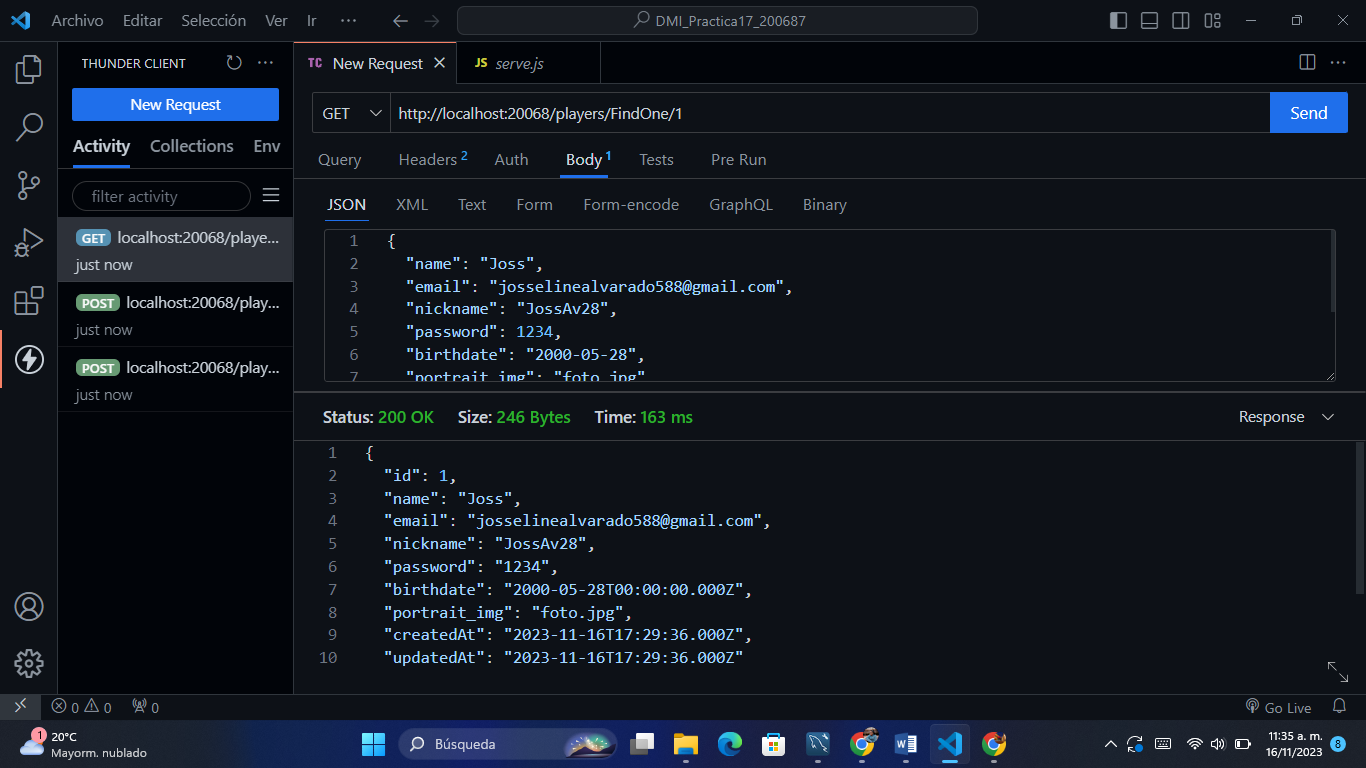 Archivo Editar Selección Ver Ir ··· DMI_Practica17_200687
THUNDER CLIENT ···
New Request
Activity Collections Env
filter activity
GET localhost:20068/playe...
just now
POST localhost:20068/play...
just now
POST localhost:20068/play...
just now
TC New Request JS serve.js ···
GET http://localhost:20068/players/FindOne/1 Send
Query Headers 2 Auth Body 1 Tests Pre Run
JSON XML Text Form Form-encode GraphQL Binary
1 {
2 "name": "Joss",
3 "email": "josselinealvarado588@gmail.com",
4 "nickname": "JossAv28",
5 "password": 1234,
6 "birthdate": "2000-05-28",
7 "portrait_img": "foto.jpg"
Status: 200 OK Size: 246 Bytes Time: 163 ms Response
1 {
2 "id": 1,
3 "name": "Joss",
4 "email": "josselinealvarado588@gmail.com",
5 "nickname": "JossAv28",
6 "password": "1234",
7 "birthdate": "2000-05-28T00:00:00.000Z",
8 "portrait_img": "foto.jpg",
9 "createdAt": "2023-11-16T17:29:36.000Z",
10 "updatedAt": "2023-11-16T17:29:36.000Z"
0 0 0 Go Live
1 20°C
Mayorm. nublado
Búsqueda
11:35 a. m.
16/11/2023 8